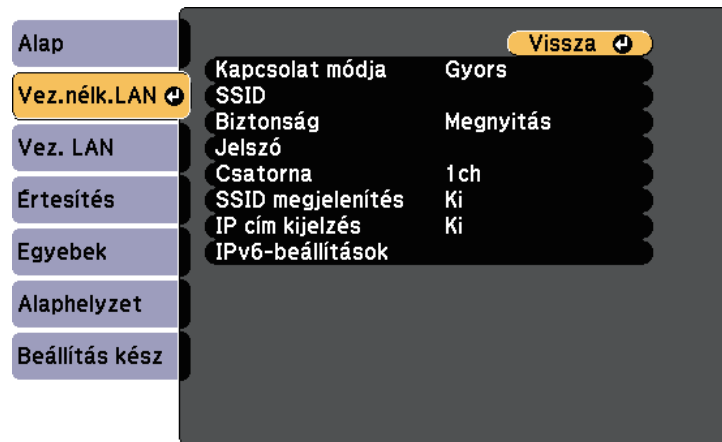 Alap
Vez.nélk.LAN
Vez. LAN
Értesítés
Egyebek
Alaphelyzet
Beállítás kész
Vissza
Kapcsolat módja Gyors
SSID
Biztonság Megnyitás
Jelszó
Csatorna 1ch
SSID megjelenítés Ki
IP cím kijelzés Ki
IPv6-beállítások